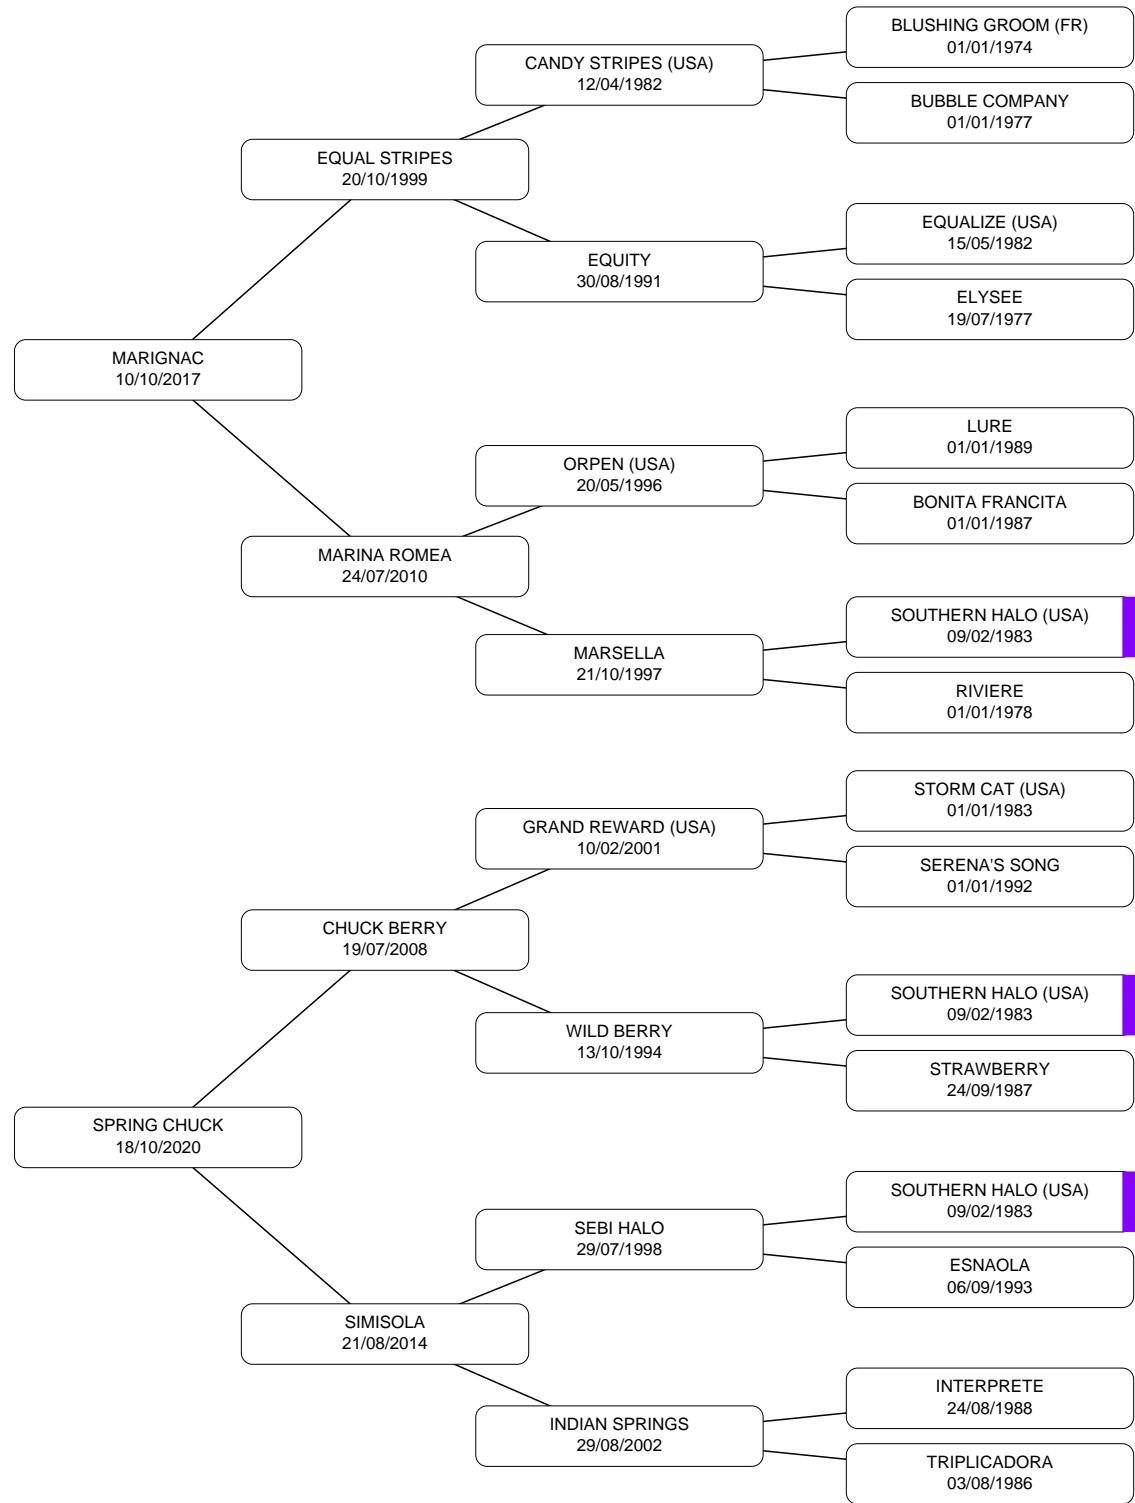 BLUSHING GROOM (FR)
01/01/1974
CANDY STRIPES (USA)
12/04/1982
BUBBLE COMPANY
01/01/1977
EQUAL STRIPES
20/10/1999
EQUALIZE (USA)
15/05/1982
EQUITY
30/08/1991
ELYSEE
19/07/1977
MARIGNAC
10/10/2017
LURE
01/01/1989
ORPEN (USA)
20/05/1996
BONITA FRANCITA
01/01/1987
MARINA ROMEA
24/07/2010
SOUTHERN HALO (USA)
09/02/1983
MARSELLA
21/10/1997
RIVIERE
01/01/1978
STORM CAT (USA)
01/01/1983
GRAND REWARD (USA)
10/02/2001
SERENA'S SONG
01/01/1992
CHUCK BERRY
19/07/2008
SOUTHERN HALO (USA)
09/02/1983
WILD BERRY
13/10/1994
STRAWBERRY
24/09/1987
SPRING CHUCK
18/10/2020
SOUTHERN HALO (USA)
09/02/1983
SEBI HALO
29/07/1998
ESNAOLA
06/09/1993
SIMISOLA
21/08/2014
INTERPRETE
24/08/1988
INDIAN SPRINGS
29/08/2002
TRIPLICADORA
03/08/1986